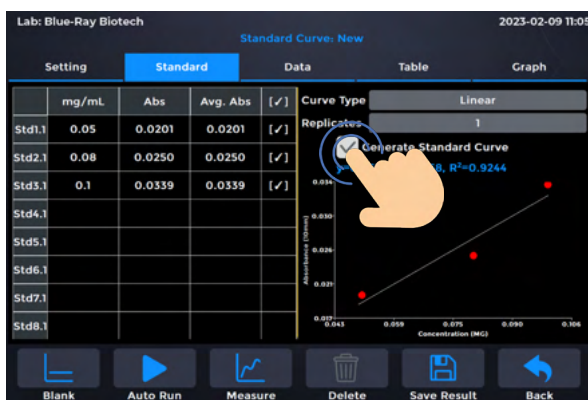 Lab: Blue-Ray Biotech 2023-02-09 11:05
Standard Curve: New
Setting Standard Data Table Graph
mg/mL Abs Avg. Abs [✓]
Std1.1 0.05 0.0201 0.0201 [✓]
Std2.1 0.08 0.0250 0.0250 [✓]
Std3.1 0.1 0.0339 0.0339 [✓]
Std4.1
Std5.1
Std6.1
Std7.1
Std8.1
Curve Type Linear
Replicates 1
Generate Standard Curve
8, R²=0.9244
Absorbance (10mm)
0.034
0.030
0.026
0.021
0.017
0.043 0.059 0.075 0.090 0.106
Concentration (MG)
Blank Auto Run Measure Delete Save Result Back